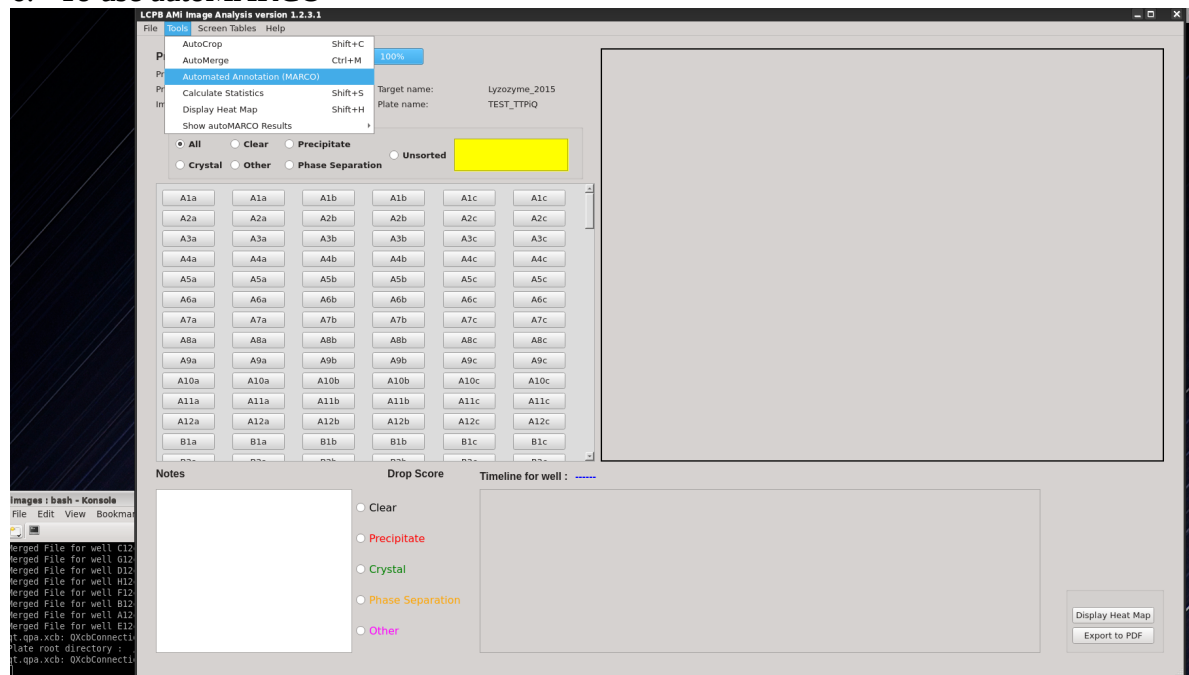 LCPB AMi Image Analysis version 1.2.3.1
File Tools Screen Tables Help
AutoCrop Shift+C
AutoMerge Ctrl+M
Automated Annotation (MARCO)
Calculate Statistics Shift+S
Display Heat Map Shift+H
Show autoMARCO Results
100%
Target name: Lyzozyme_2015
Plate name: TEST_TTPiQ
All Clear Precipitate
Unsorted
Crystal Other Phase Separation
A1a A1a A1b A1b A1c A1c
A2a A2a A2b A2b A2c A2c
A3a A3a A3b A3b A3c A3c
A4a A4a A4b A4b A4c A4c
A5a A5a A5b A5b A5c A5c
A6a A6a A6b A6b A6c A6c
A7a A7a A7b A7b A7c A7c
A8a A8a A8b A8b A8c A8c
A9a A9a A9b A9b A9c A9c
A10a A10a A10b A10b A10c A10c
A11a A11a A11b A11b A11c A11c
A12a A12a A12b A12b A12c A12c
B1a B1a B1b B1b B1c B1c
Notes Drop Score Timeline for well : ------
Clear
Precipitate
Crystal
Phase Separation
Other
Display Heat Map
Export to PDF
images : bash - Konsole
File Edit View Bookmar
Merged File for well C12
Merged File for well G12
Merged File for well D12
Merged File for well H12
Merged File for well F12
Merged File for well B12
Merged File for well A12
Merged File for well E12
qt.qpa.xcb: QXcbConnecti
Plate root directory :
qt.qpa.xcb: QXcbConnecti